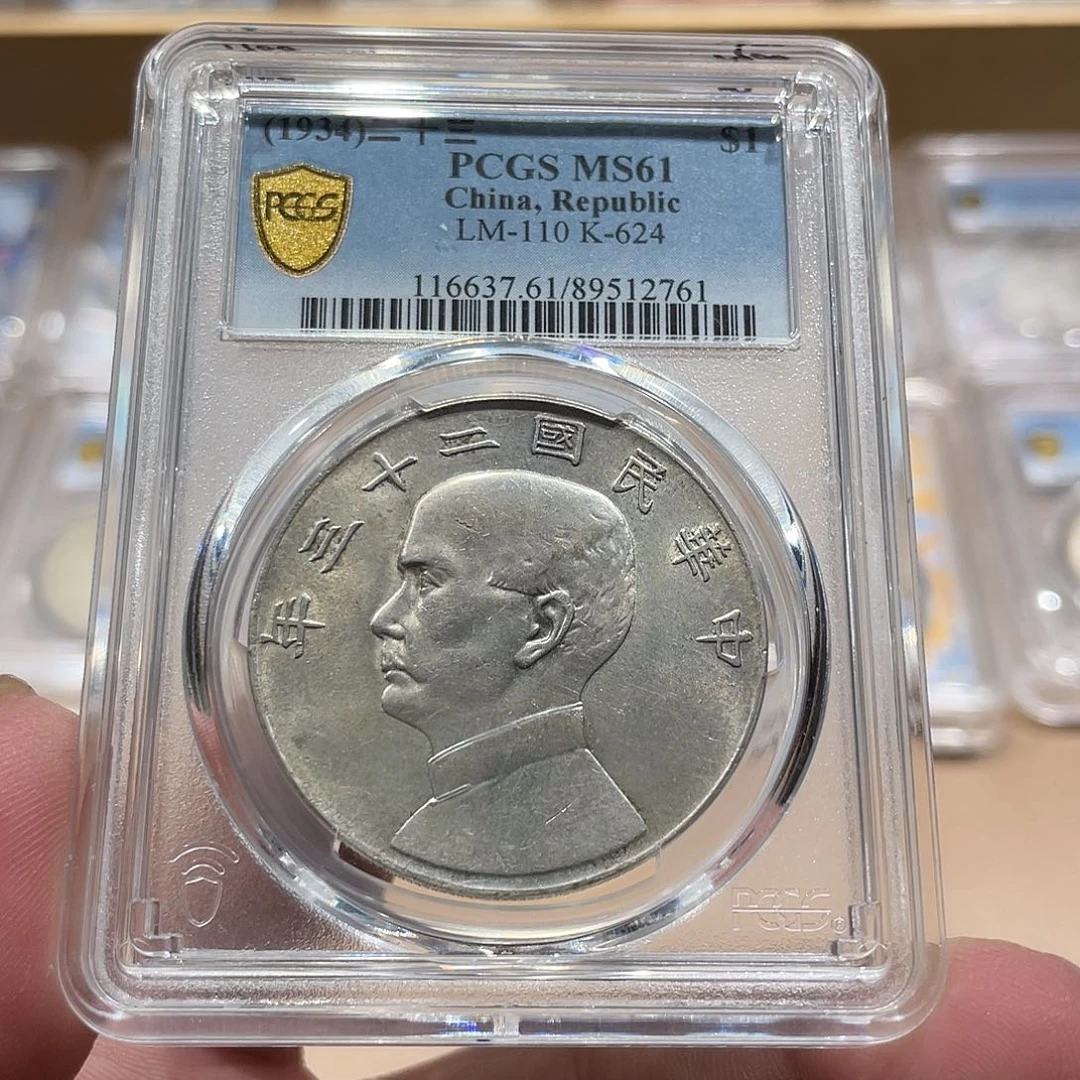 (1934)二十三 $1
PCGS MS61
China, Republic
PCGS
LM-110 K-624
116637.61/89512761
中華民國二十三年
PCGS